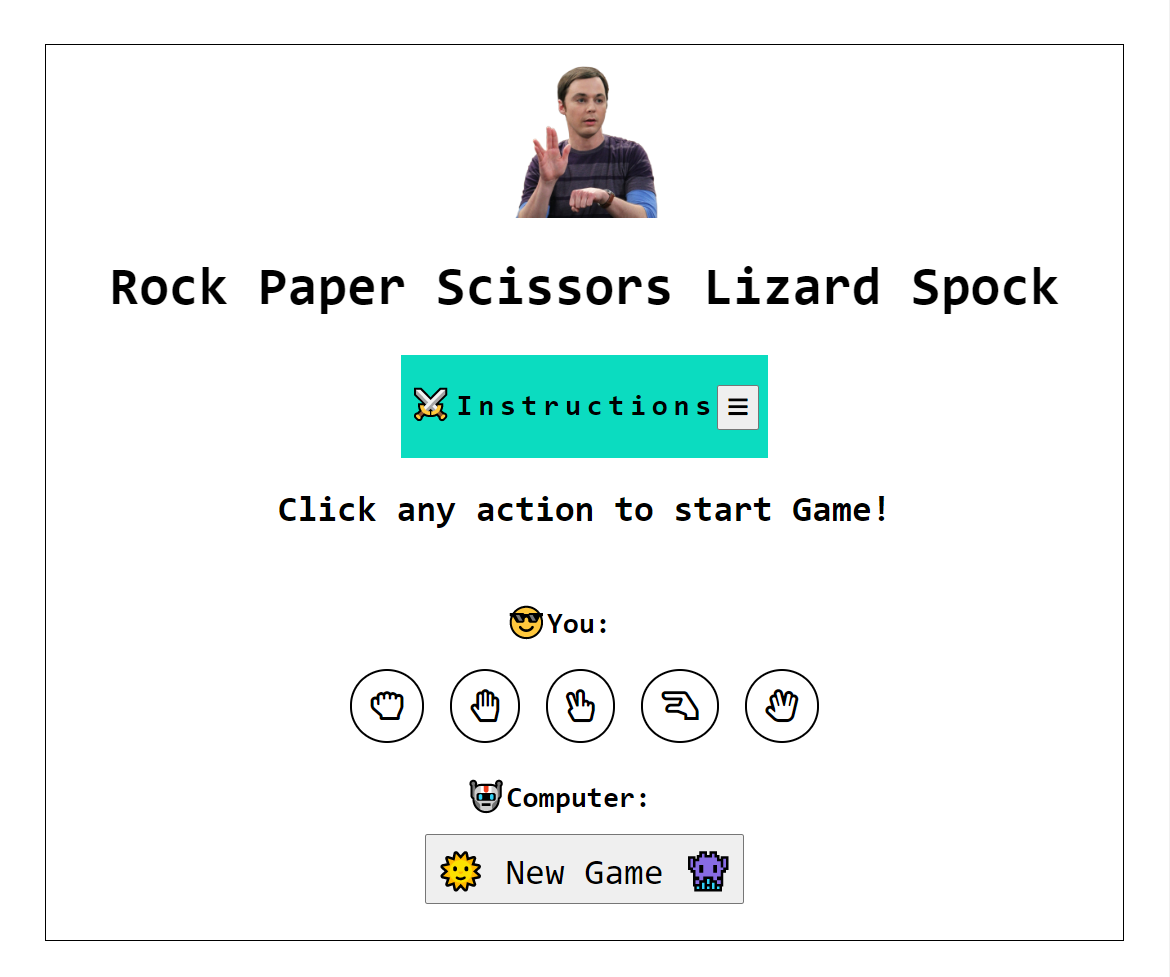 Rock Paper Scissors Lizard Spock
Instructions
Click any action to start Game!
You:
Computer:
New Game